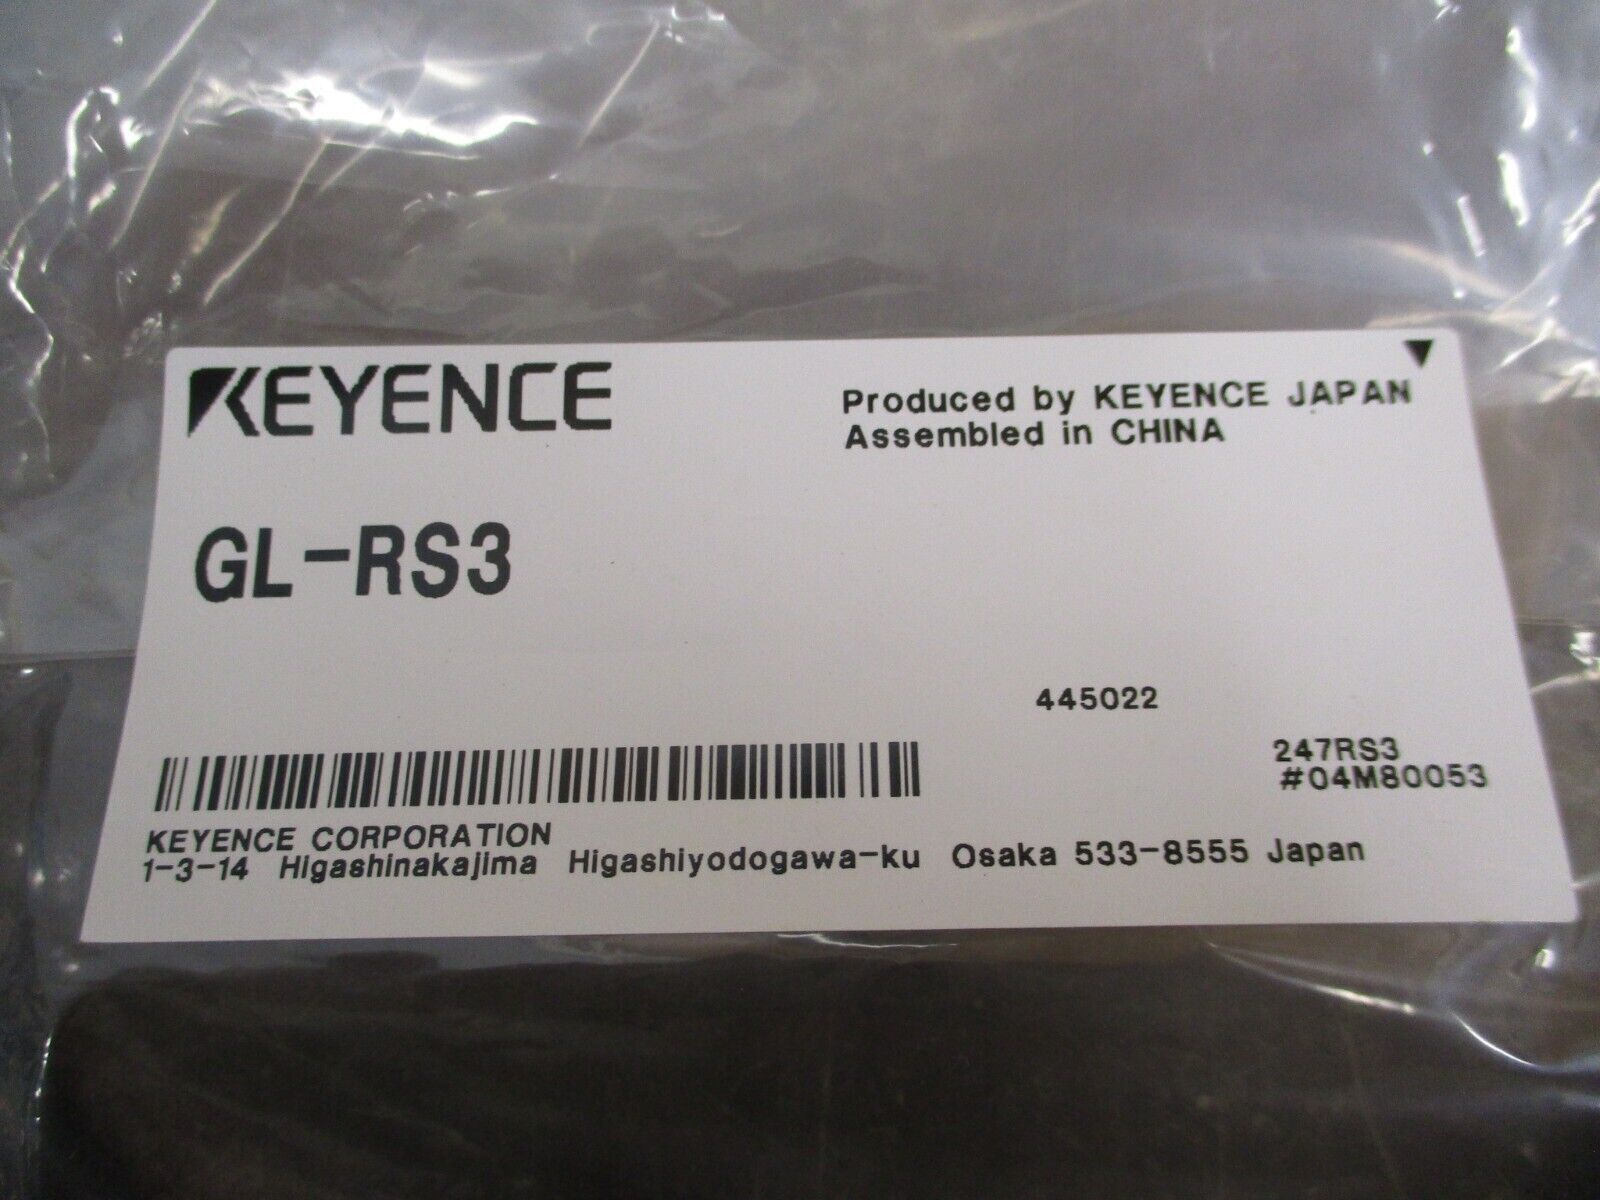 KEYENCE
Produced by KEYENCE JAPAN
Assembled in CHINA
GL-RS3
445022
247RS3
#04M80053
KEYENCE CORPORATION
1-3-14 Higashinakajima Higashiyodogawa-ku Osaka 533-8555 Japan